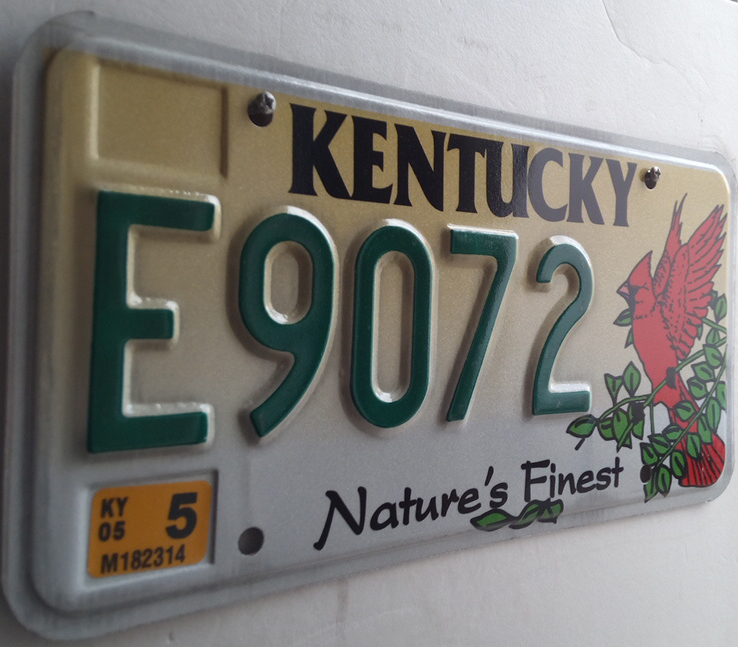 KENTUCKY
E9072
Nature's Finest
KY
05
5
M182314